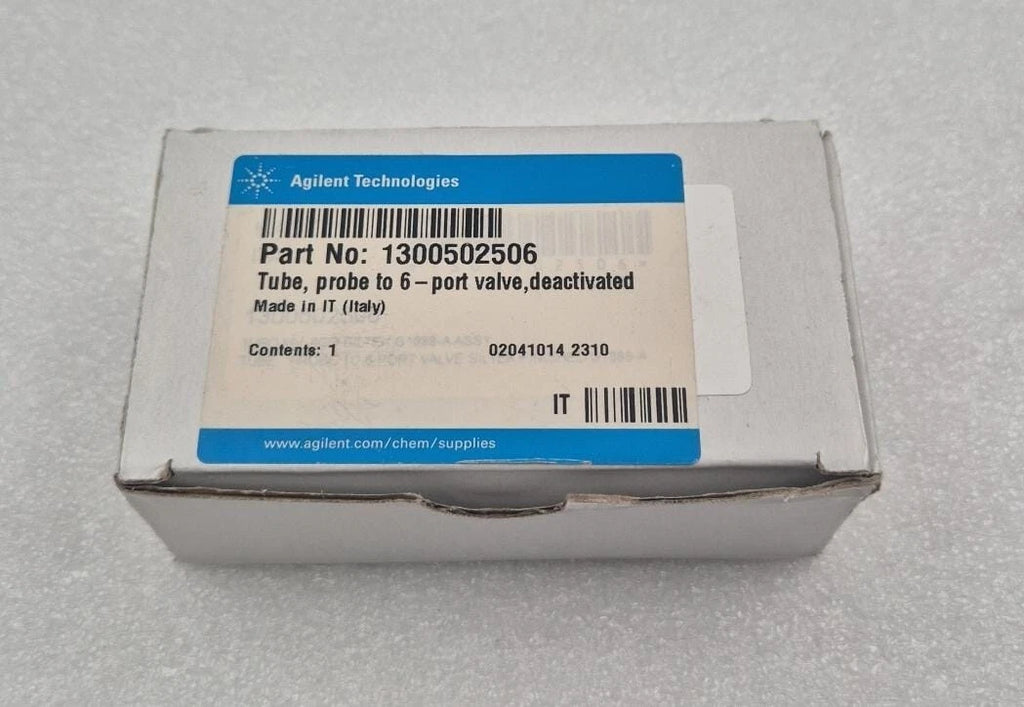 Agilent Technologies
Part No: 1300502506
Tube, probe to 6-port valve,deactivated
Made in IT (Italy)
Contents: 1 02041014 2310
IT
www.agilent.com/chem/supplies